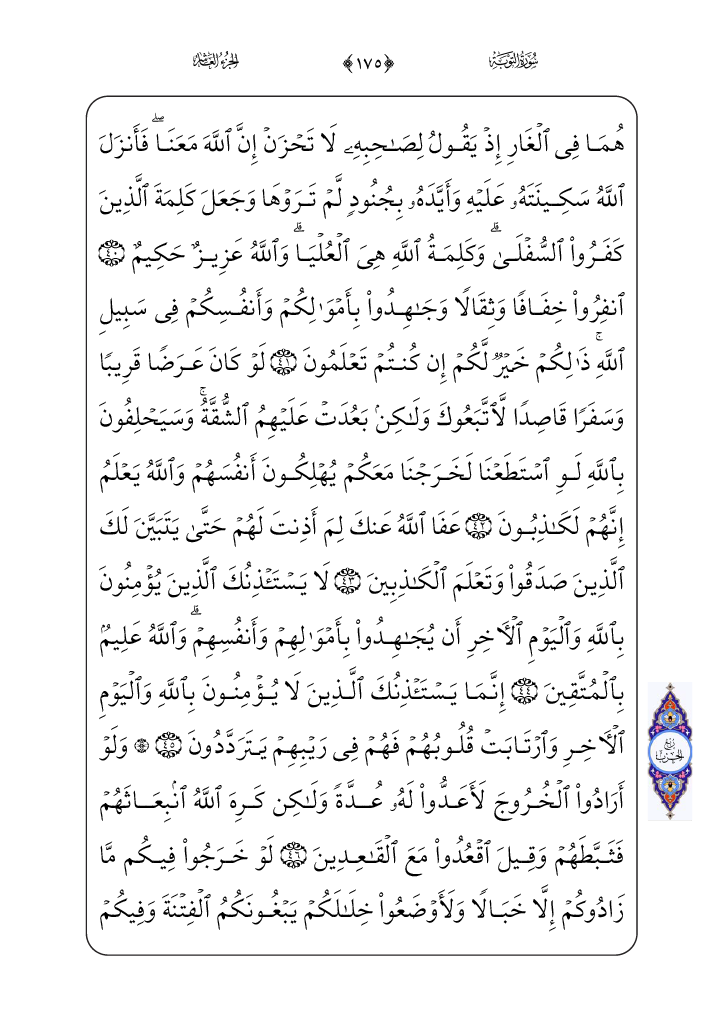 سُورَةُ التَّوْبَةِ ﴿١٧٥﴾ الجُزْءُ العَاشِرُ
هُمَا فِى ٱلْغَارِ إِذْ يَقُولُ لِصَـٰحِبِهِۦ لَا تَحْزَنْ إِنَّ ٱللَّهَ مَعَنَا ۖ فَأَنزَلَ
ٱللَّهُ سَكِينَتَهُۥ عَلَيْهِ وَأَيَّدَهُۥ بِجُنُودٍ لَّمْ تَرَوْهَا وَجَعَلَ كَلِمَةَ ٱلَّذِينَ
كَفَرُوا۟ ٱلسُّفْلَىٰ ۗ وَكَلِمَةُ ٱللَّهِ هِىَ ٱلْعُلْيَا ۗ وَٱللَّهُ عَزِيزٌ حَكِيمٌ ٤٠
ٱنفِرُوا۟ خِفَافًا وَثِقَالًا وَجَـٰهِدُوا۟ بِأَمْوَٰلِكُمْ وَأَنفُسِكُمْ فِى سَبِيلِ
ٱللَّهِ ۚ ذَٰلِكُمْ خَيْرٌ لَّكُمْ إِن كُنتُمْ تَعْلَمُونَ ٤١ لَوْ كَانَ عَرَضًا قَرِيبًا
وَسَفَرًا قَاصِدًا لَّٱتَّبَعُوكَ وَلَـٰكِنۢ بَعُدَتْ عَلَيْهِمُ ٱلشُّقَّةُ ۚ وَسَيَحْلِفُونَ
بِٱللَّهِ لَوِ ٱسْتَطَعْنَا لَخَرَجْنَا مَعَكُمْ يُهْلِكُونَ أَنفُسَهُمْ وَٱللَّهُ يَعْلَمُ
إِنَّهُمْ لَكَـٰذِبُونَ ٤٢ عَفَا ٱللَّهُ عَنكَ لِمَ أَذِنتَ لَهُمْ حَتَّىٰ يَتَبَيَّنَ لَكَ
ٱلَّذِينَ صَدَقُوا۟ وَتَعْلَمَ ٱلْكَـٰذِبِينَ ٤٣ لَا يَسْتَـْٔذِنُكَ ٱلَّذِينَ يُؤْمِنُونَ
بِٱللَّهِ وَٱلْيَوْمِ ٱلْـَٔاخِرِ أَن يُجَـٰهِدُوا۟ بِأَمْوَٰلِهِمْ وَأَنفُسِهِمْ ۗ وَٱللَّهُ عَلِيمٌۢ
بِٱلْمُتَّقِينَ ٤٤ إِنَّمَا يَسْتَـْٔذِنُكَ ٱلَّذِينَ لَا يُؤْمِنُونَ بِٱللَّهِ وَٱلْيَوْمِ
ٱلْـَٔاخِرِ وَٱرْتَابَتْ قُلُوبُهُمْ فَهُمْ فِى رَيْبِهِمْ يَتَرَدَّدُونَ ٤٥ ۞ وَلَوْ
أَرَادُوا۟ ٱلْخُرُوجَ لَأَعَدُّوا۟ لَهُۥ عُدَّةً وَلَـٰكِن كَرِهَ ٱللَّهُ ٱنۢبِعَاثَهُمْ
فَثَبَّطَهُمْ وَقِيلَ ٱقْعُدُوا۟ مَعَ ٱلْقَـٰعِدِينَ ٤٦ لَوْ خَرَجُوا۟ فِيكُم مَّا
زَادُوكُمْ إِلَّا خَبَالًا وَلَأَوْضَعُوا۟ خِلَـٰلَكُمْ يَبْغُونَكُمُ ٱلْفِتْنَةَ وَفِيكُمْ
رُبْعُ
الحِزْبِ